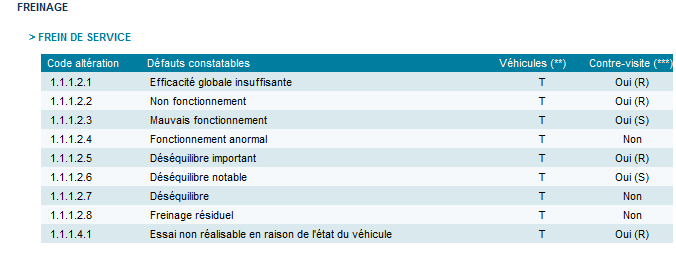 FREINAGE
> FREIN DE SERVICE
Code altération Défauts constatables Véhicules (**) Contre-visite (***)
1.1.1.2.1 Efficacité globale insuffisante T Oui (R)
1.1.1.2.2 Non fonctionnement T Oui (R)
1.1.1.2.3 Mauvais fonctionnement T Oui (S)
1.1.1.2.4 Fonctionnement anormal T Non
1.1.1.2.5 Déséquilibre important T Oui (R)
1.1.1.2.6 Déséquilibre notable T Oui (S)
1.1.1.2.7 Déséquilibre T Non
1.1.1.2.8 Freinage résiduel T Non
1.1.1.4.1 Essai non réalisable en raison de l'état du véhicule T Oui (R)